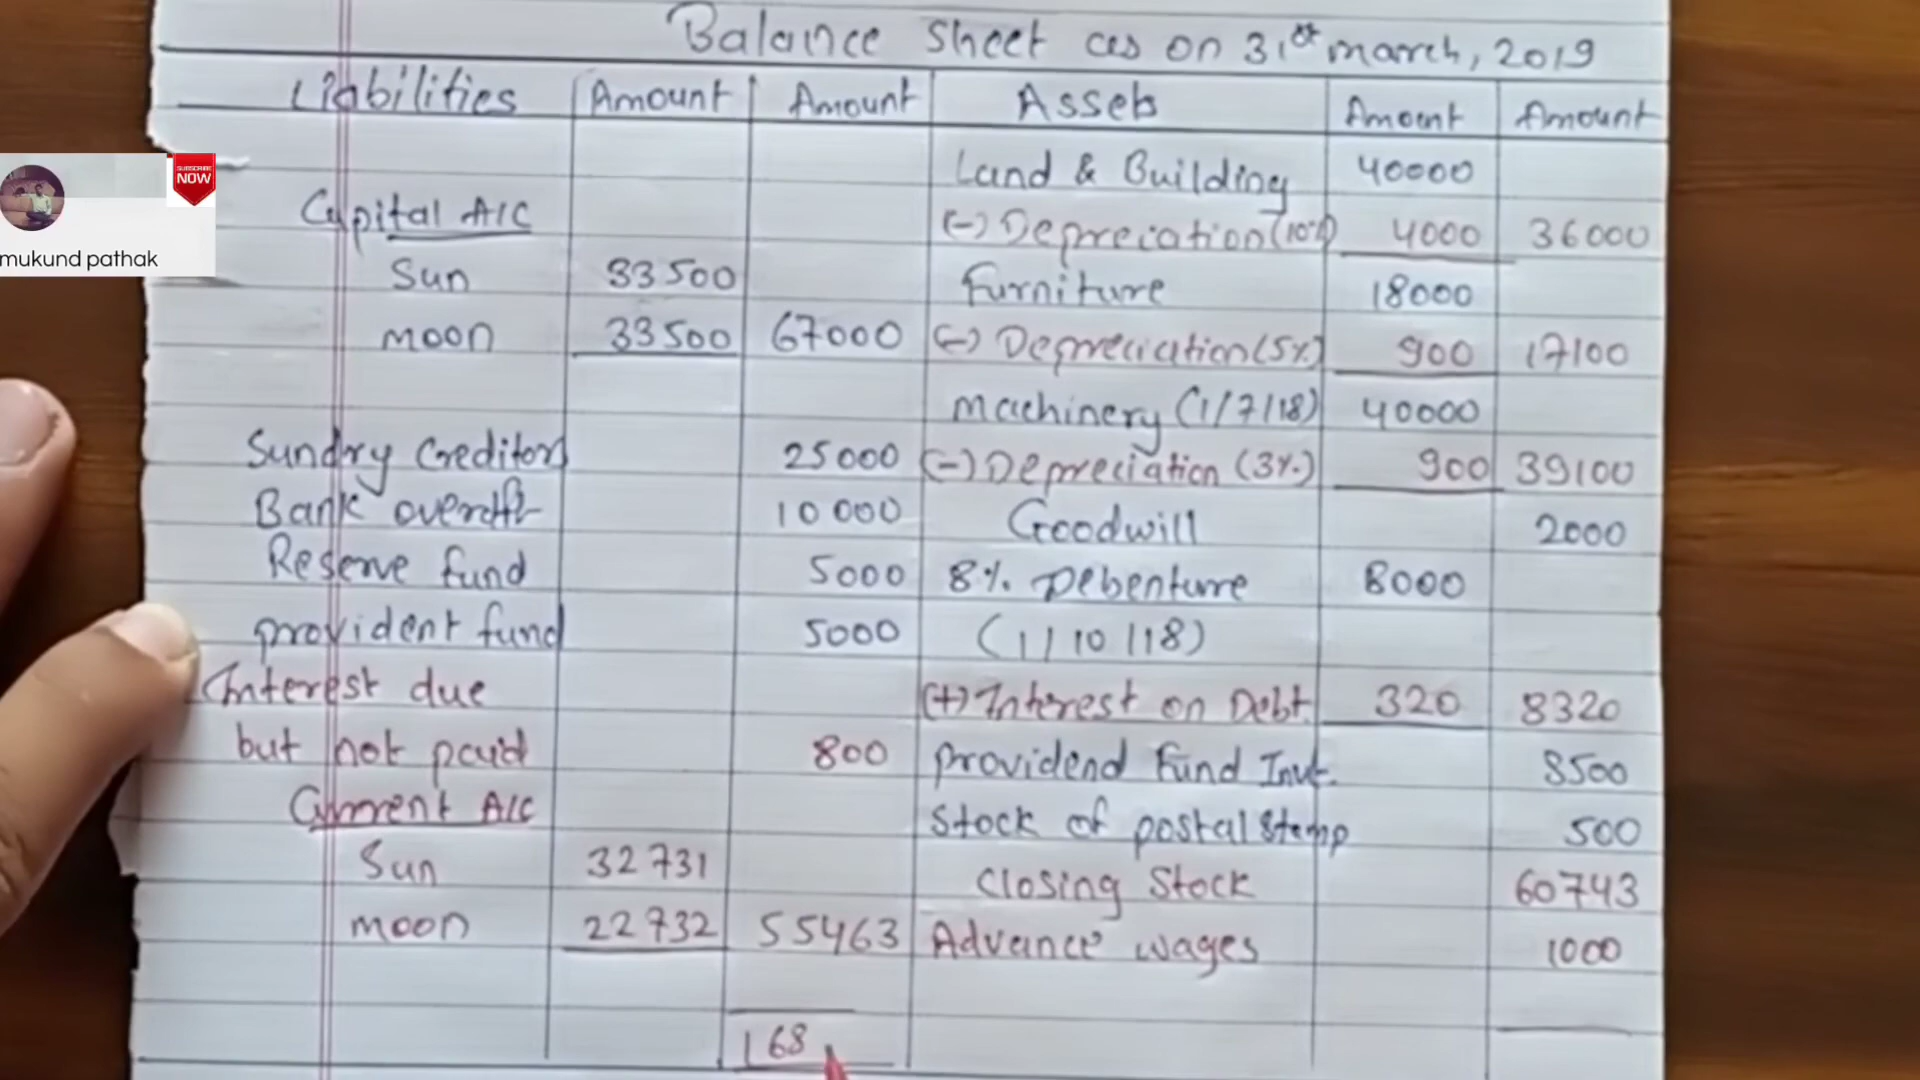 Balance Sheet as on 31st march, 2019
Liabilities Amount Amount Assets Amount Amount
Land & Building 40000
Capital A/C (-) Depreciation (10%) 4000 36000
Sun 33500 Furniture 18000
moon 33500 67000 (-) Depreciation (5%) 900 17100
machinery (1/7/18) 40000
Sundry Creditors 25000 (-) Depreciation (3%) 900 39100
Bank overdft 10000 Goodwill 2000
Reserve fund 5000 8% Debenture 8000
provident fund 5000 (1/10/18)
Interest due (+) Interest on Debt. 320 8320
but not paid 800 providend Fund Invt. 3500
Current A/C Stock of postal stamp 500
Sun 32731 Closing Stock 60743
moon 22732 55463 Advance wages 1000
168
SUBSCRIBE
NOW
mukund pathak